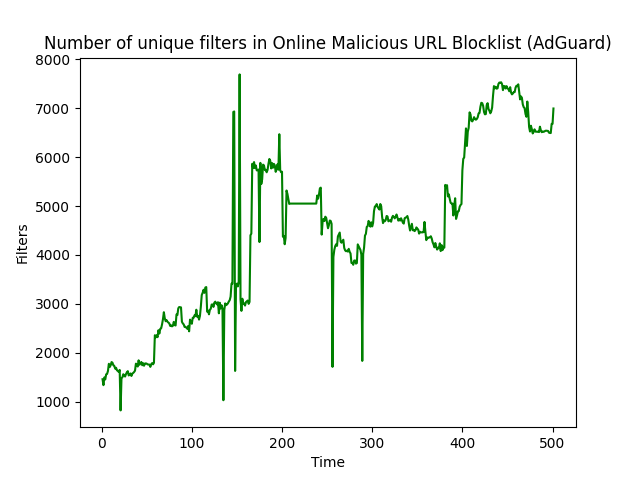 Number of unique filters in Online Malicious URL Blocklist (AdGuard)
8000
7000
6000
5000
4000
3000
2000
1000
Filters
0 100 200 300 400 500
Time